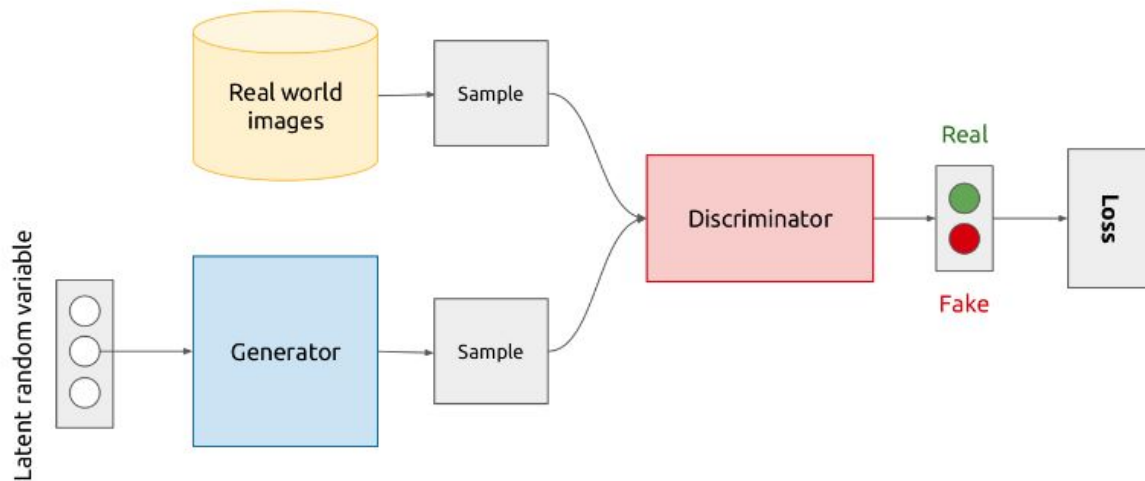 Real world
images
Sample
Real
Discriminator
Loss
Fake
Latent random variable
Generator
Sample